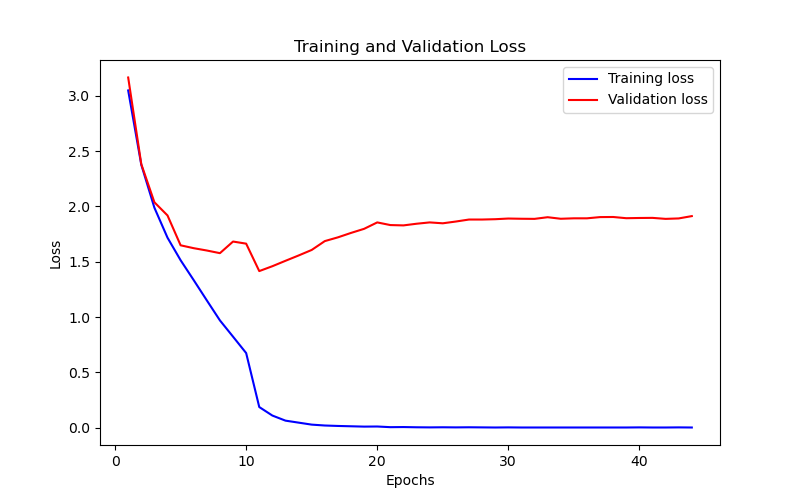 Training and Validation Loss
Training loss
Validation loss
3.0
2.5
2.0
1.5
1.0
0.5
0.0
Loss
0 10 20 30 40
Epochs